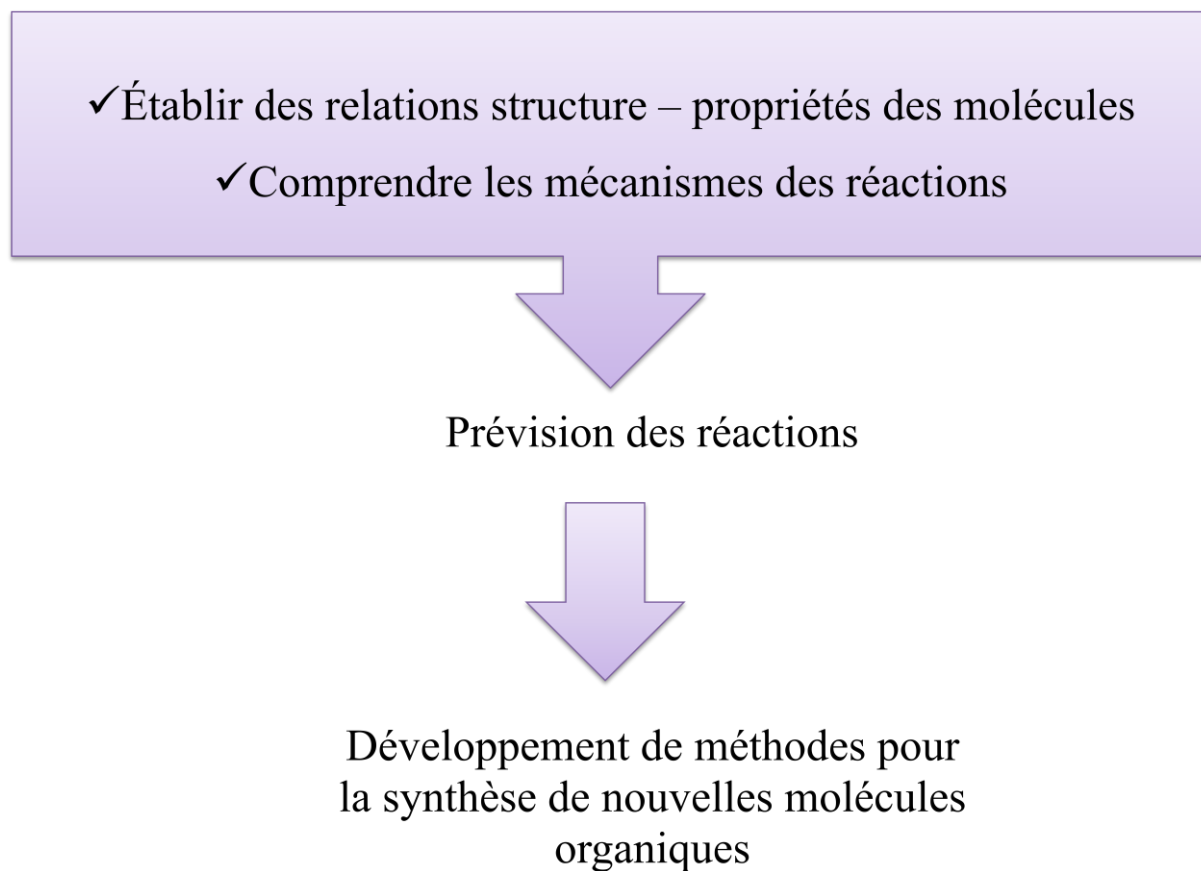 ✓Établir des relations structure – propriétés des molécules
✓Comprendre les mécanismes des réactions
Prévision des réactions
Développement de méthodes pour
la synthèse de nouvelles molécules
organiques